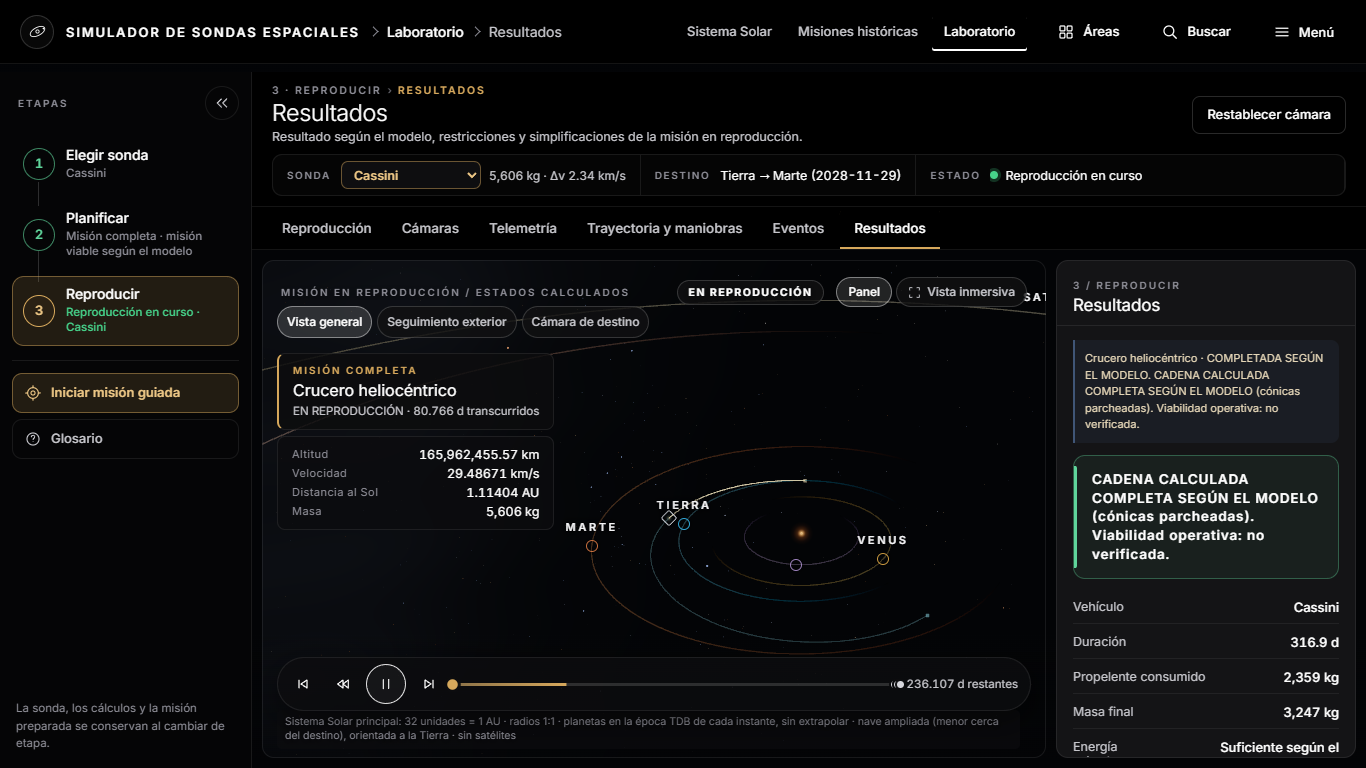 SIMULADOR DE SONDAS ESPACIALES
Laboratorio
Resultados
Sistema Solar
Misiones históricas
Laboratorio
Áreas
Buscar
Menú
ETAPAS
1
Elegir sonda
Cassini
2
Planificar
Misión completa · misión
viable según el modelo
3
Reproducir
Reproducción en curso ·
Cassini
Iniciar misión guiada
Glosario
La sonda, los cálculos y la misión
preparada se conservan al cambiar de
etapa.
3 · REPRODUCIR › RESULTADOS
Resultados
Resultado según el modelo, restricciones y simplificaciones de la misión en reproducción.
Restablecer cámara
SONDA
Cassini
5,606 kg · Δv 2.34 km/s
DESTINO
Tierra → Marte (2028-11-29)
ESTADO
Reproducción en curso
Reproducción
Cámaras
Telemetría
Trayectoria y maniobras
Eventos
Resultados
MISIÓN EN REPRODUCCIÓN / ESTADOS CALCULADOS
EN REPRODUCCIÓN
Panel
Vista inmersiva
SAT
Vista general
Seguimiento exterior
Cámara de destino
MISIÓN COMPLETA
Crucero heliocéntrico
EN REPRODUCCIÓN · 80.766 d transcurridos
Altitud 165,962,455.57 km
Velocidad 29.48671 km/s
Distancia al Sol 1.11404 AU
Masa 5,606 kg
TIERRA
MARTE
VENUS
236.107 d restantes
Sistema Solar principal: 32 unidades = 1 AU · radios 1:1 · planetas en la época TDB de cada instante, sin extrapolar · nave ampliada (menor cerca
del destino), orientada a la Tierra · sin satélites
3 / REPRODUCIR
Resultados
Crucero heliocéntrico · COMPLETADA SEGÚN
EL MODELO. CADENA CALCULADA
COMPLETA SEGÚN EL MODELO (cónicas
parcheadas). Viabilidad operativa: no
verificada.
CADENA CALCULADA
COMPLETA SEGÚN EL MODELO
(cónicas parcheadas).
Viabilidad operativa: no
verificada.
Vehículo Cassini
Duración 316.9 d
Propelente consumido 2,359 kg
Masa final 3,247 kg
Energía Suficiente según el